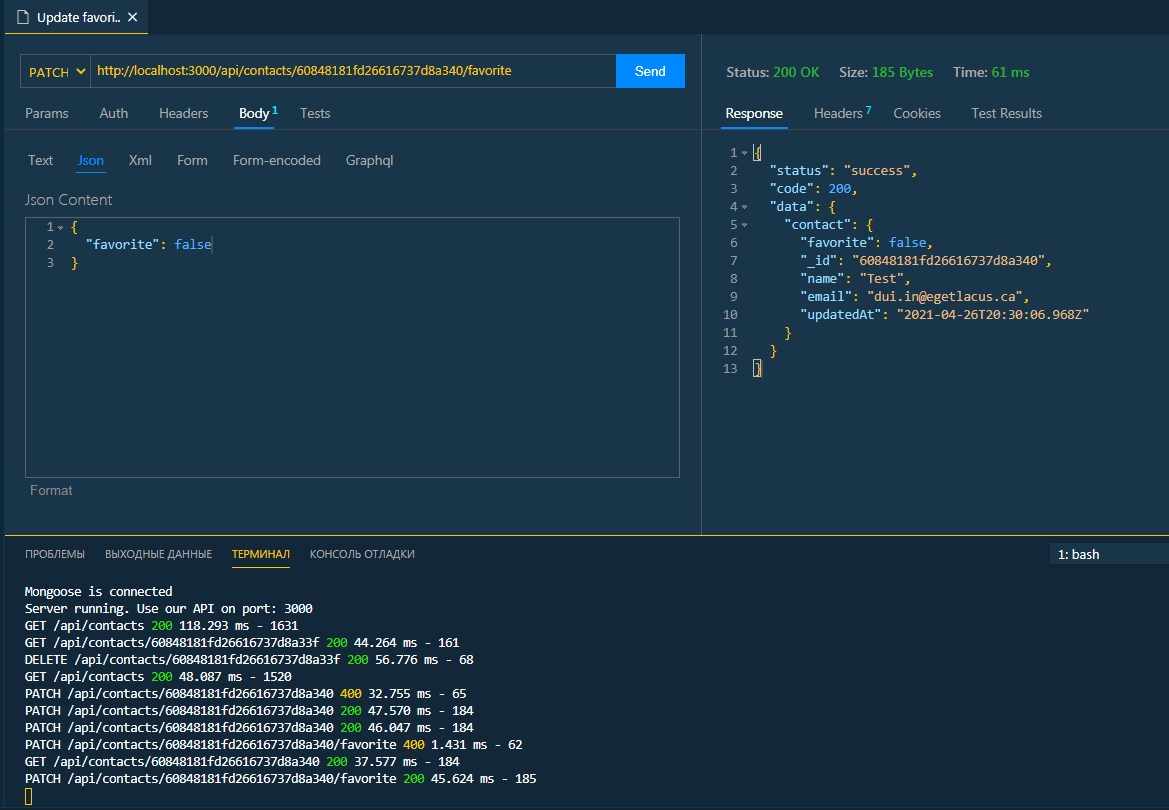 Update favori..
PATCH http://localhost:3000/api/contacts/60848181fd26616737d8a340/favorite Send
Params Auth Headers Body 1 Tests
Text Json Xml Form Form-encoded Graphql
Json Content
1 {
2 "favorite": false
3 }
Format
Status: 200 OK Size: 185 Bytes Time: 61 ms
Response Headers 7 Cookies Test Results
1 {
2 "status": "success",
3 "code": 200,
4 "data": {
5 "contact": {
6 "favorite": false,
7 "_id": "60848181fd26616737d8a340",
8 "name": "Test",
9 "email": "dui.in@egetlacus.ca",
10 "updatedAt": "2021-04-26T20:30:06.968Z"
11 }
12 }
13 }
ПРОБЛЕМЫ ВЫХОДНЫЕ ДАННЫЕ ТЕРМИНАЛ КОНСОЛЬ ОТЛАДКИ 1: bash
Mongoose is connected
Server running. Use our API on port: 3000
GET /api/contacts 200 118.293 ms - 1631
GET /api/contacts/60848181fd26616737d8a33f 200 44.264 ms - 161
DELETE /api/contacts/60848181fd26616737d8a33f 200 56.776 ms - 68
GET /api/contacts 200 48.087 ms - 1520
PATCH /api/contacts/60848181fd26616737d8a340 400 32.755 ms - 65
PATCH /api/contacts/60848181fd26616737d8a340 200 47.570 ms - 184
PATCH /api/contacts/60848181fd26616737d8a340 200 46.047 ms - 184
PATCH /api/contacts/60848181fd26616737d8a340/favorite 400 1.431 ms - 62
GET /api/contacts/60848181fd26616737d8a340 200 37.577 ms - 184
PATCH /api/contacts/60848181fd26616737d8a340/favorite 200 45.624 ms - 185